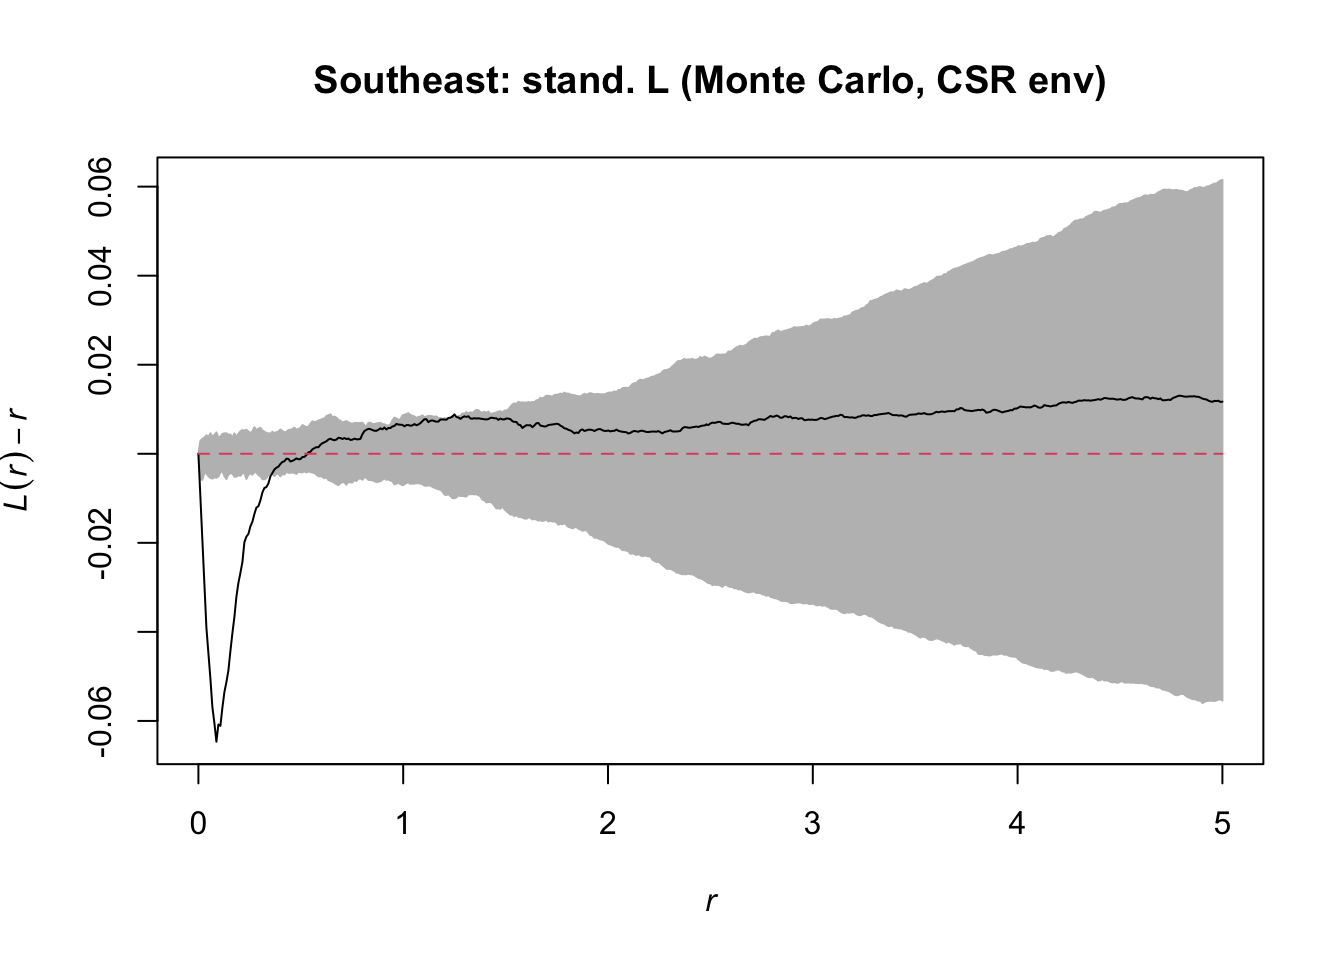 Southeast: stand. L (Monte Carlo, CSR env)
L(r) − r
0.06
0.04
0.02
-0.02
-0.06
0 1 2 3 4 5
r